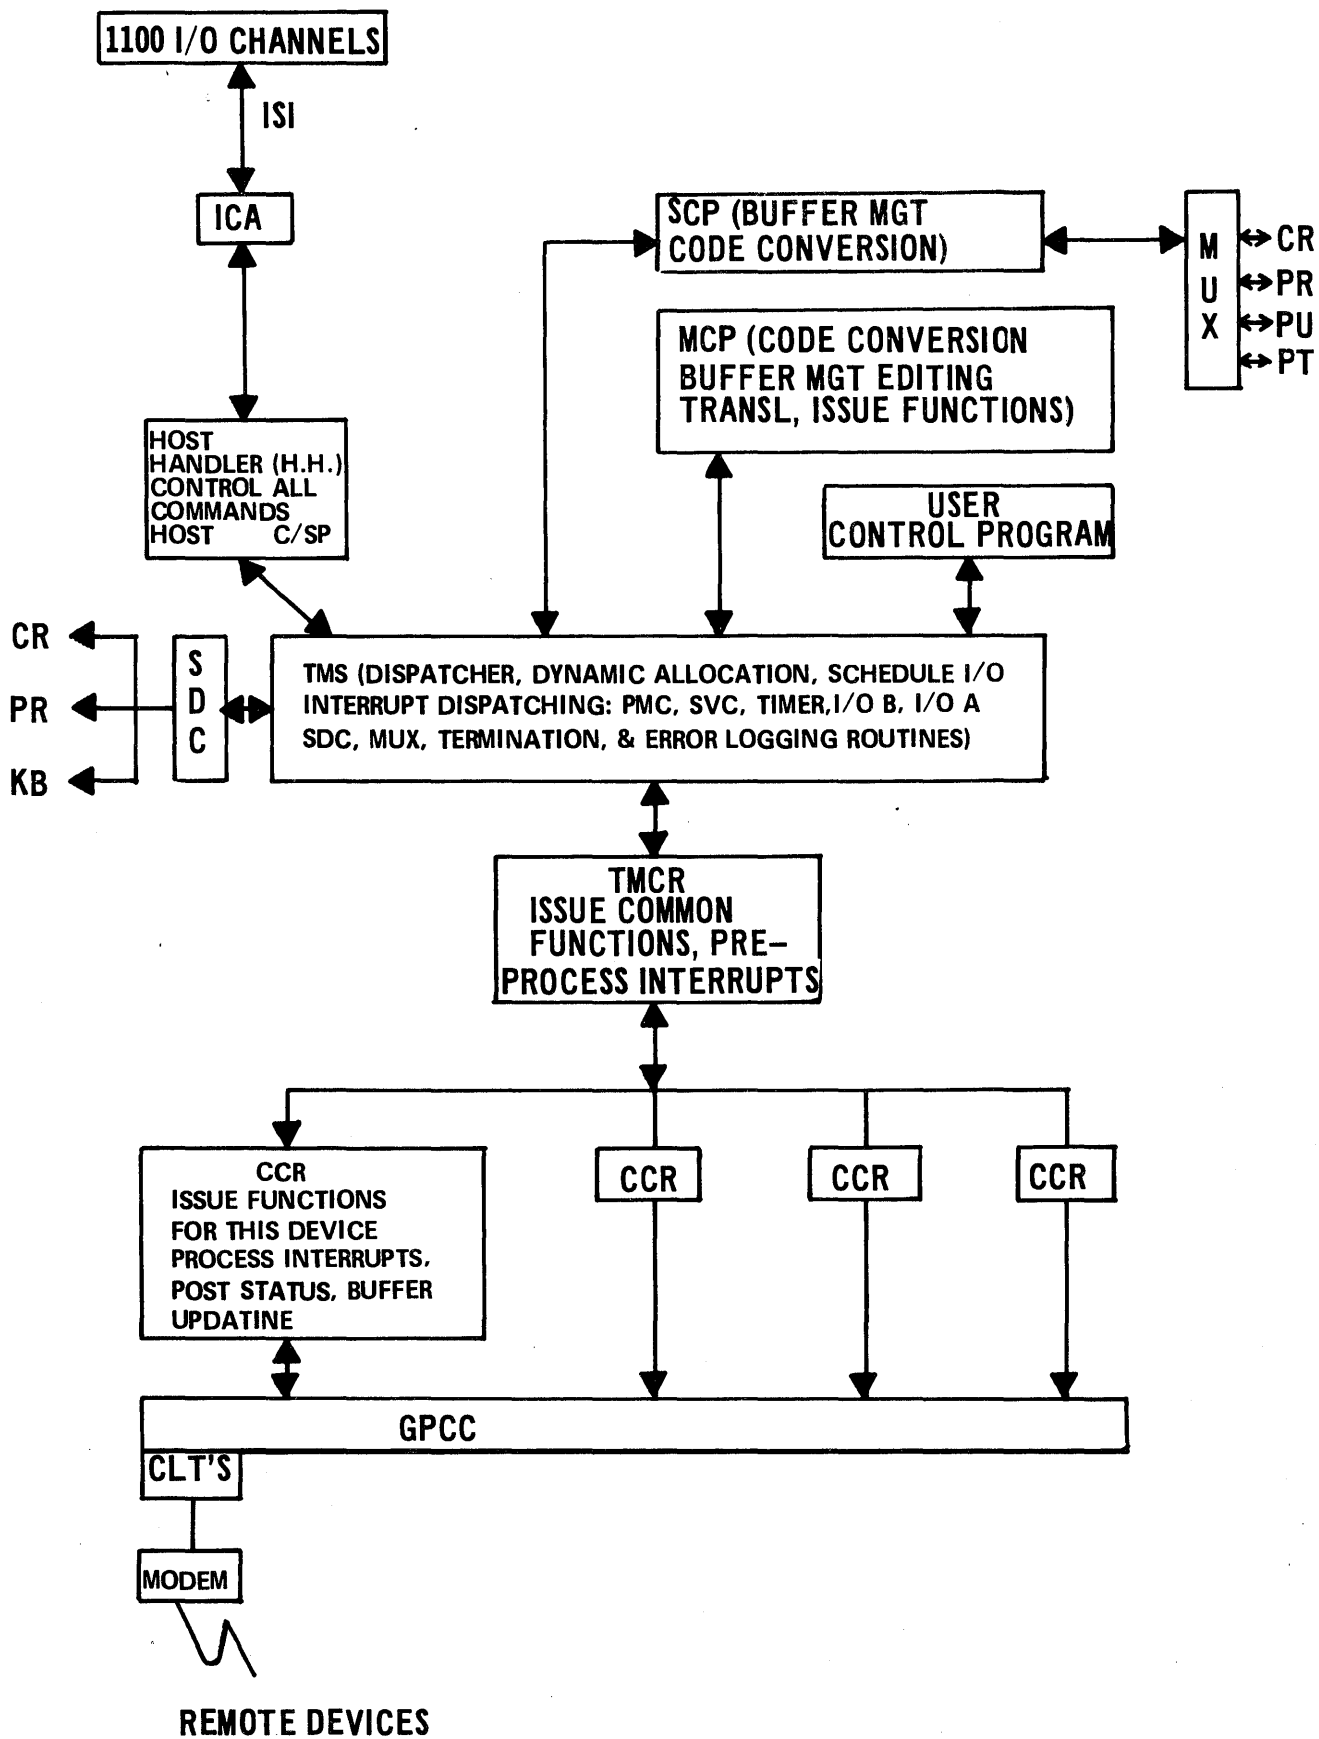 1100 I/O CHANNELS
ISI
ICA
SCP (BUFFER MGT
CODE CONVERSION)
M
U
X
CR
PR
PU
PT
MCP (CODE CONVERSION
BUFFER MGT EDITING
TRANSL, ISSUE FUNCTIONS)
HOST
HANDLER (H.H.)
CONTROL ALL
COMMANDS
HOST C/SP
USER
CONTROL PROGRAM
CR
PR
KB
S
D
C
TMS (DISPATCHER, DYNAMIC ALLOCATION, SCHEDULE I/O
INTERRUPT DISPATCHING: PMC, SVC, TIMER, I/O B, I/O A
SDC, MUX, TERMINATION, & ERROR LOGGING ROUTINES)
TMCR
ISSUE COMMON
FUNCTIONS, PRE-
PROCESS INTERRUPTS
CCR
ISSUE FUNCTIONS
FOR THIS DEVICE
PROCESS INTERRUPTS,
POST STATUS, BUFFER
UPDATINE
CCR
CCR
CCR
GPCC
CLT'S
MODEM
REMOTE DEVICES